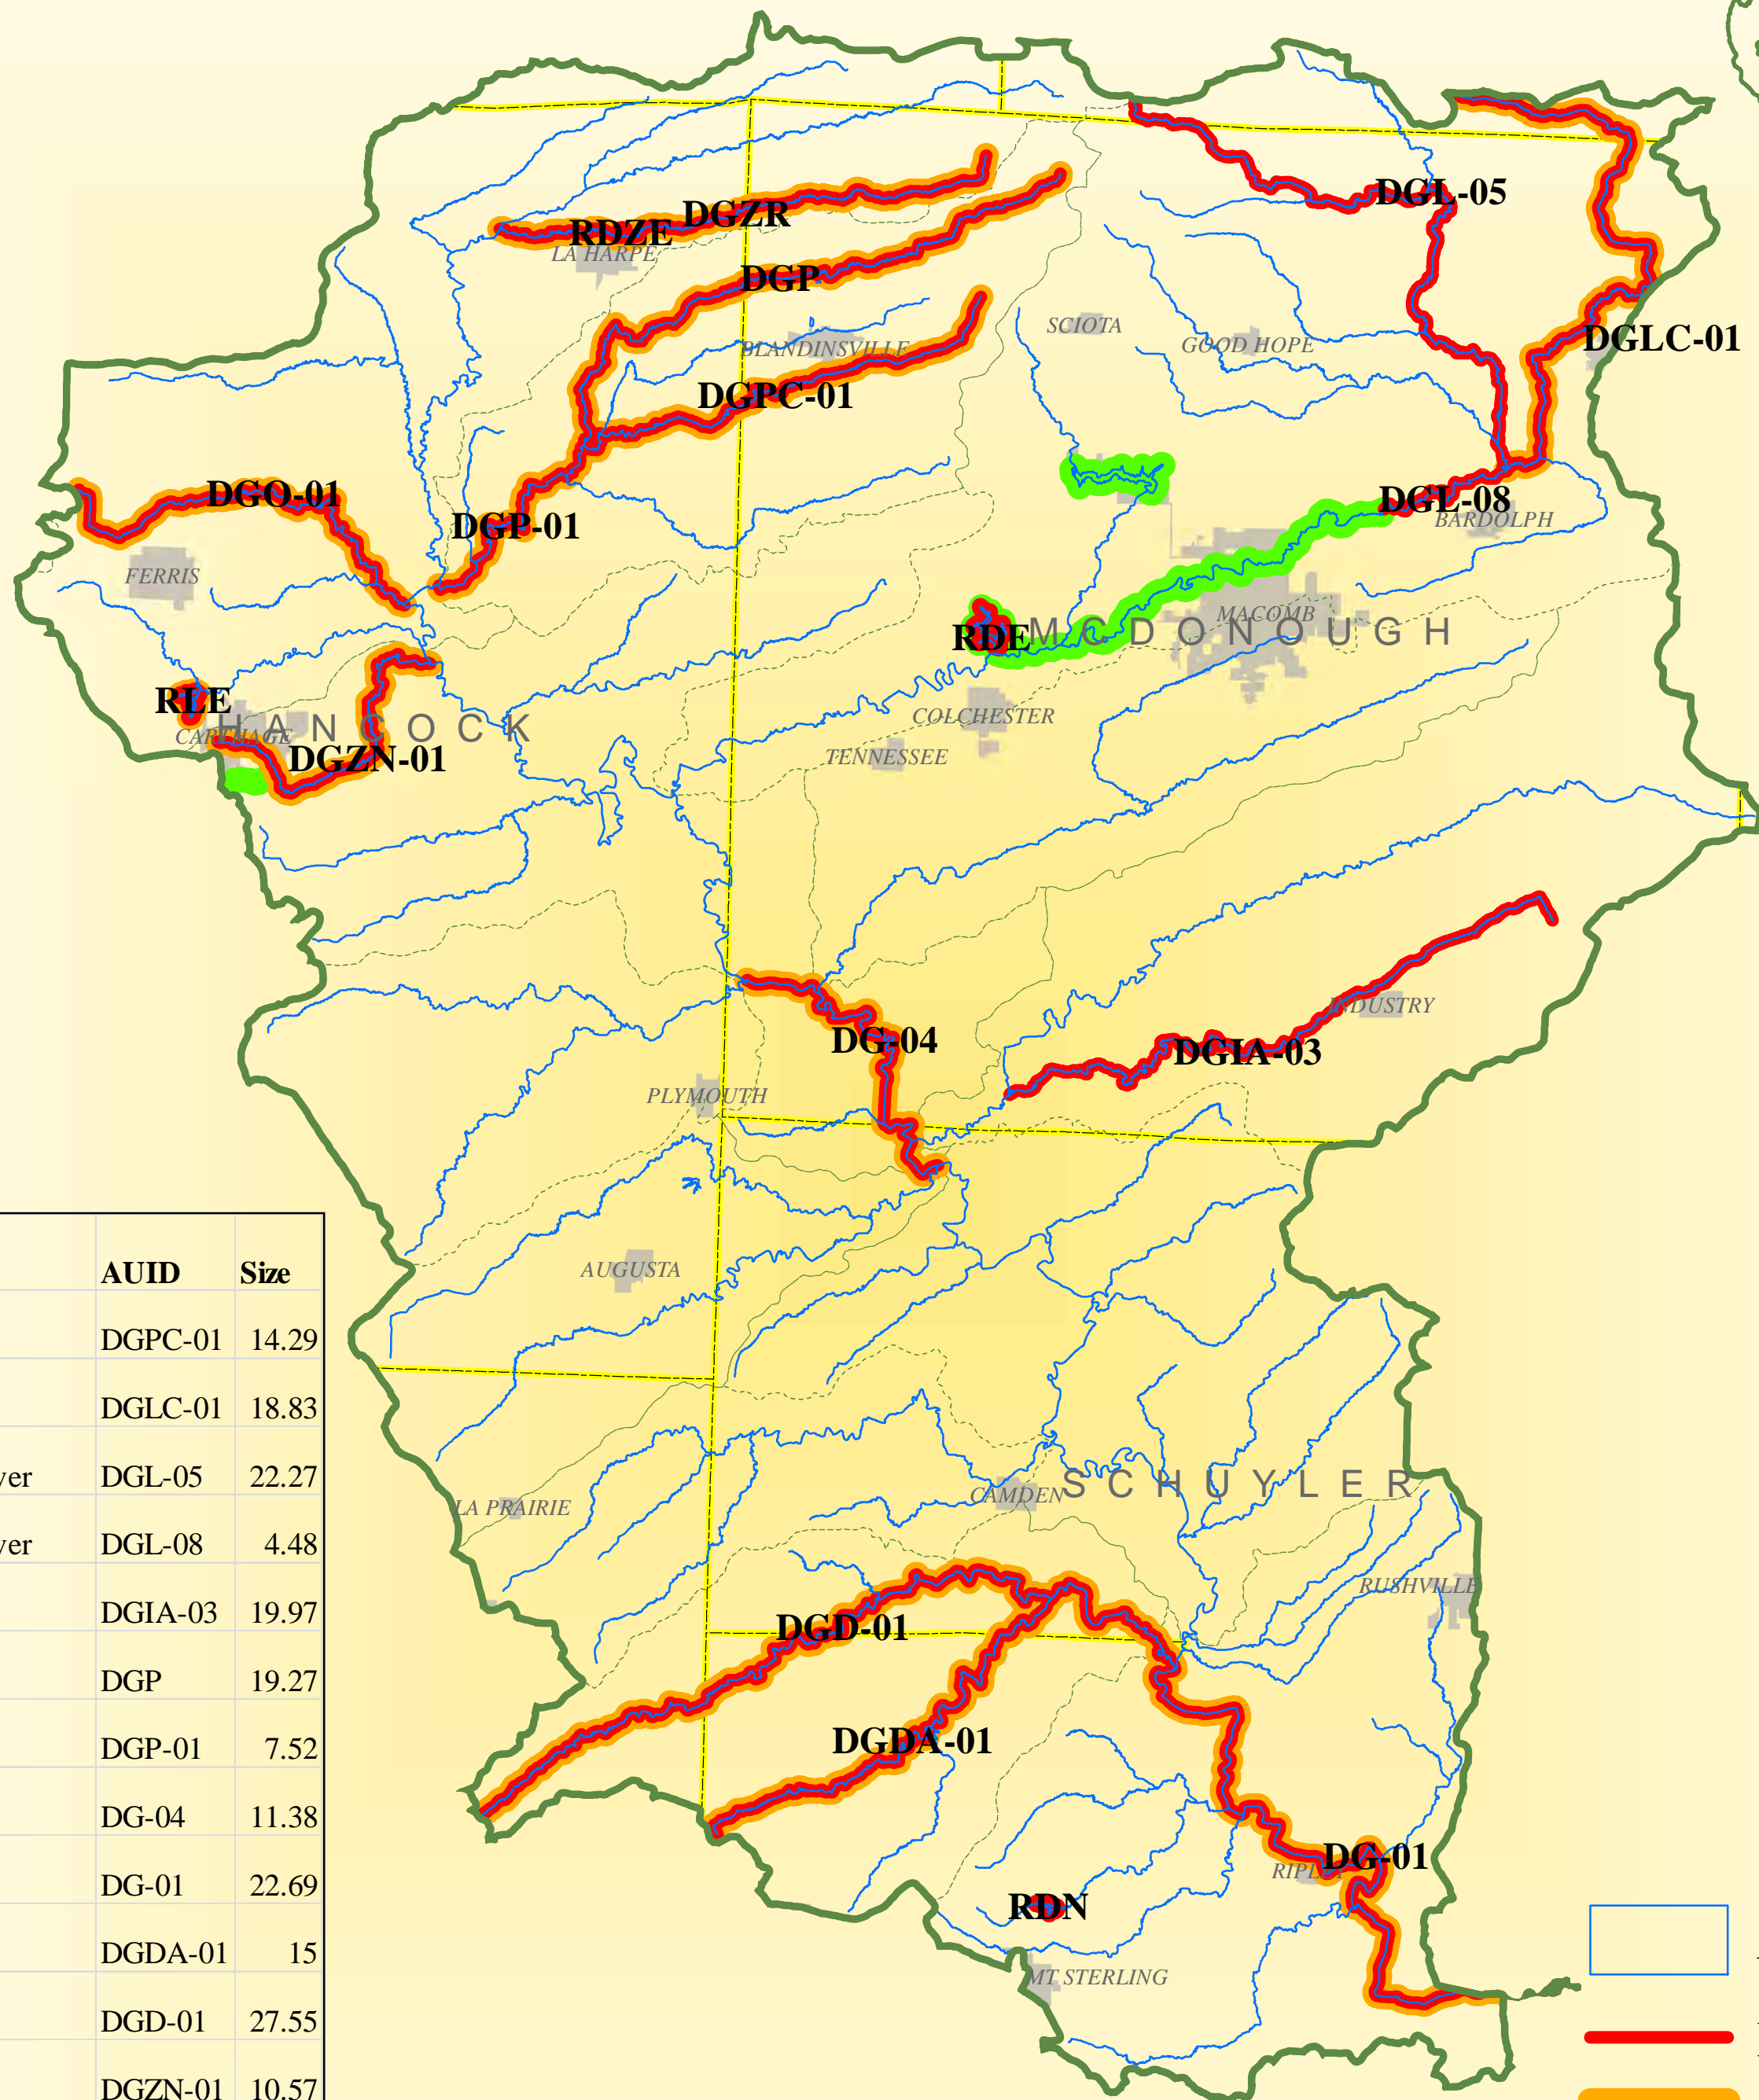 DGL-05
DGZR
RDZE
LA HARPE
DGP
SCIOTA
GOOD HOPE
DGLC-01
BLANDINSVILLE
DGPC-01
DGO-01
DGL-08
BARDOLPH
DGP-01
FERRIS
MACOMB
RDE
MCDONOUGH
RLE
HANCOCK
CARTHAGE
COLCHESTER
DGZN-01
TENNESSEE
INDUSTRY
DG-04
DGIA-03
PLYMOUTH
AUGUSTA
AUID Size
DGPC-01 14.29
DGLC-01 18.83
ver DGL-05 22.27
ver DGL-08 4.48
DGIA-03 19.97
DGP 19.27
DGP-01 7.52
DG-04 11.38
DG-01 22.69
DGDA-01 15
DGD-01 27.55
DGZN-01 10.57
SCHUYLER
CAMDEN
LA PRAIRIE
RUSHVILLE
DGD-01
DGDA-01
DG-01
RIPLEY
RDN
MT STERLING